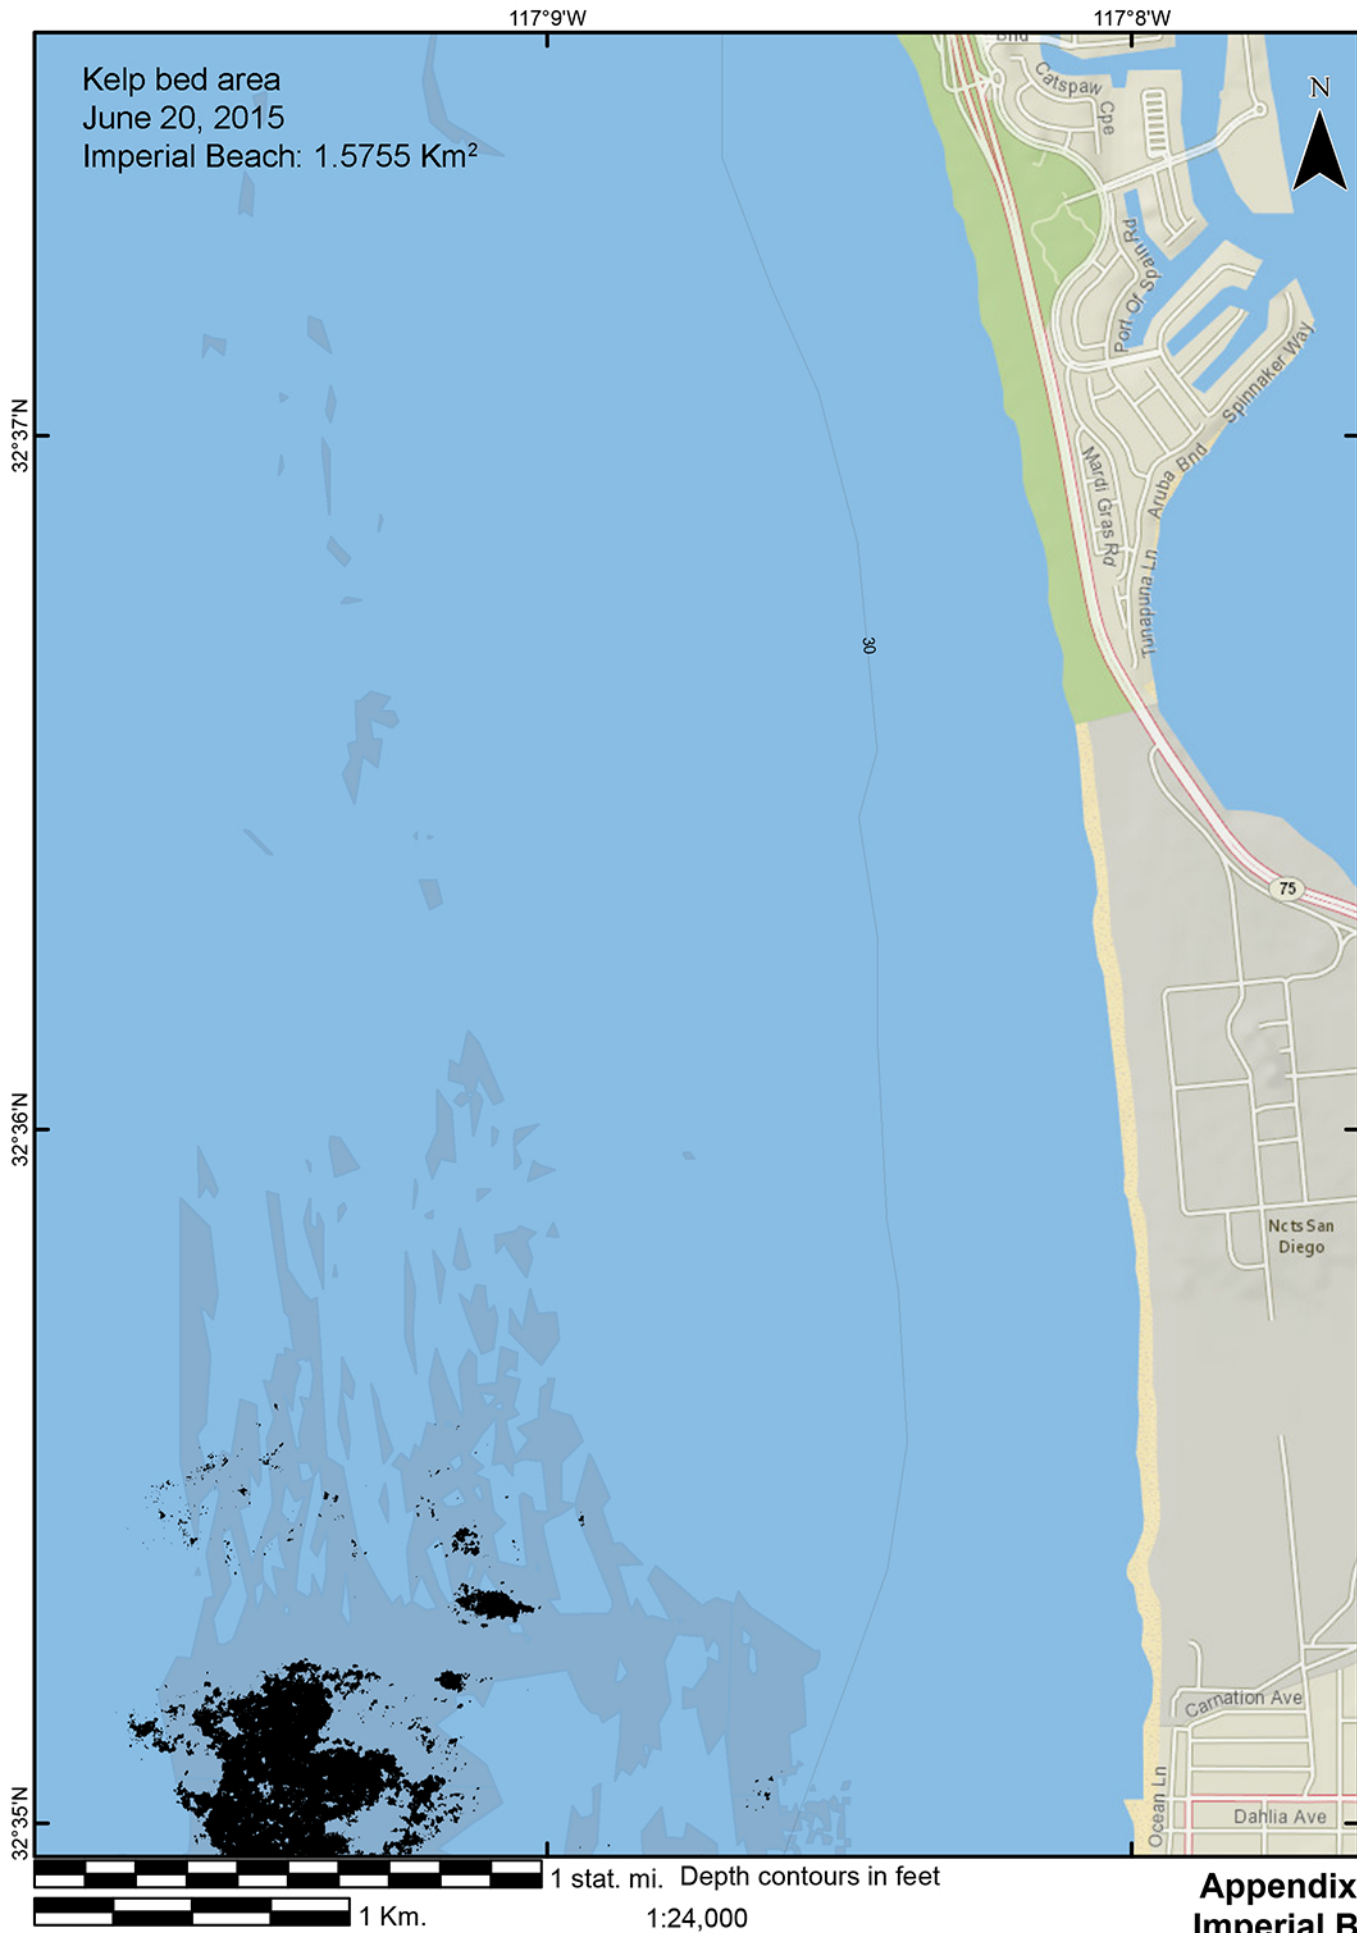 117°9'W
117°8'W
Kelp bed area
June 20, 2015
Imperial Beach: 1.5755 Km²
N
Bnd
Catspaw
Cpe
Port Of Spain Rd
Spinnaker Way
32°37'N
Mardi Gras Rd
Aruba Bnd
Tunapuna Ln
30
75
32°36'N
Ncts San
Diego
Carnation Ave
Ocean Ln
Dahlia Ave
32°35'N
1 stat. mi.
Depth contours in feet
1 Km.
1:24,000
Appendix
Imperial B